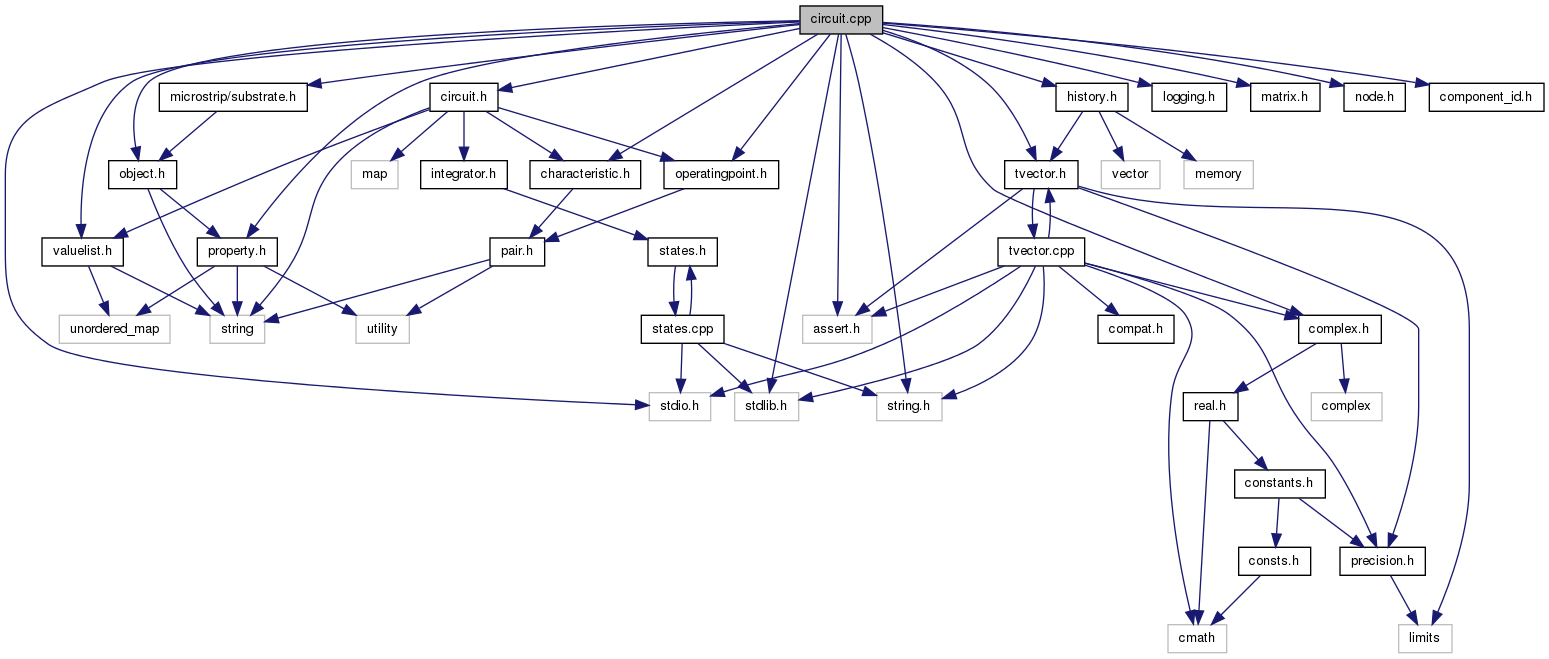 circuit.cpp
microstrip/substrate.h
circuit.h
history.h
logging.h
matrix.h
node.h
component_id.h
object.h
map
integrator.h
characteristic.h
operatingpoint.h
tvector.h
vector
memory
valuelist.h
property.h
pair.h
states.h
tvector.cpp
unordered_map
string
utility
states.cpp
assert.h
compat.h
complex.h
stdio.h
stdlib.h
string.h
real.h
complex
constants.h
consts.h
precision.h
cmath
limits